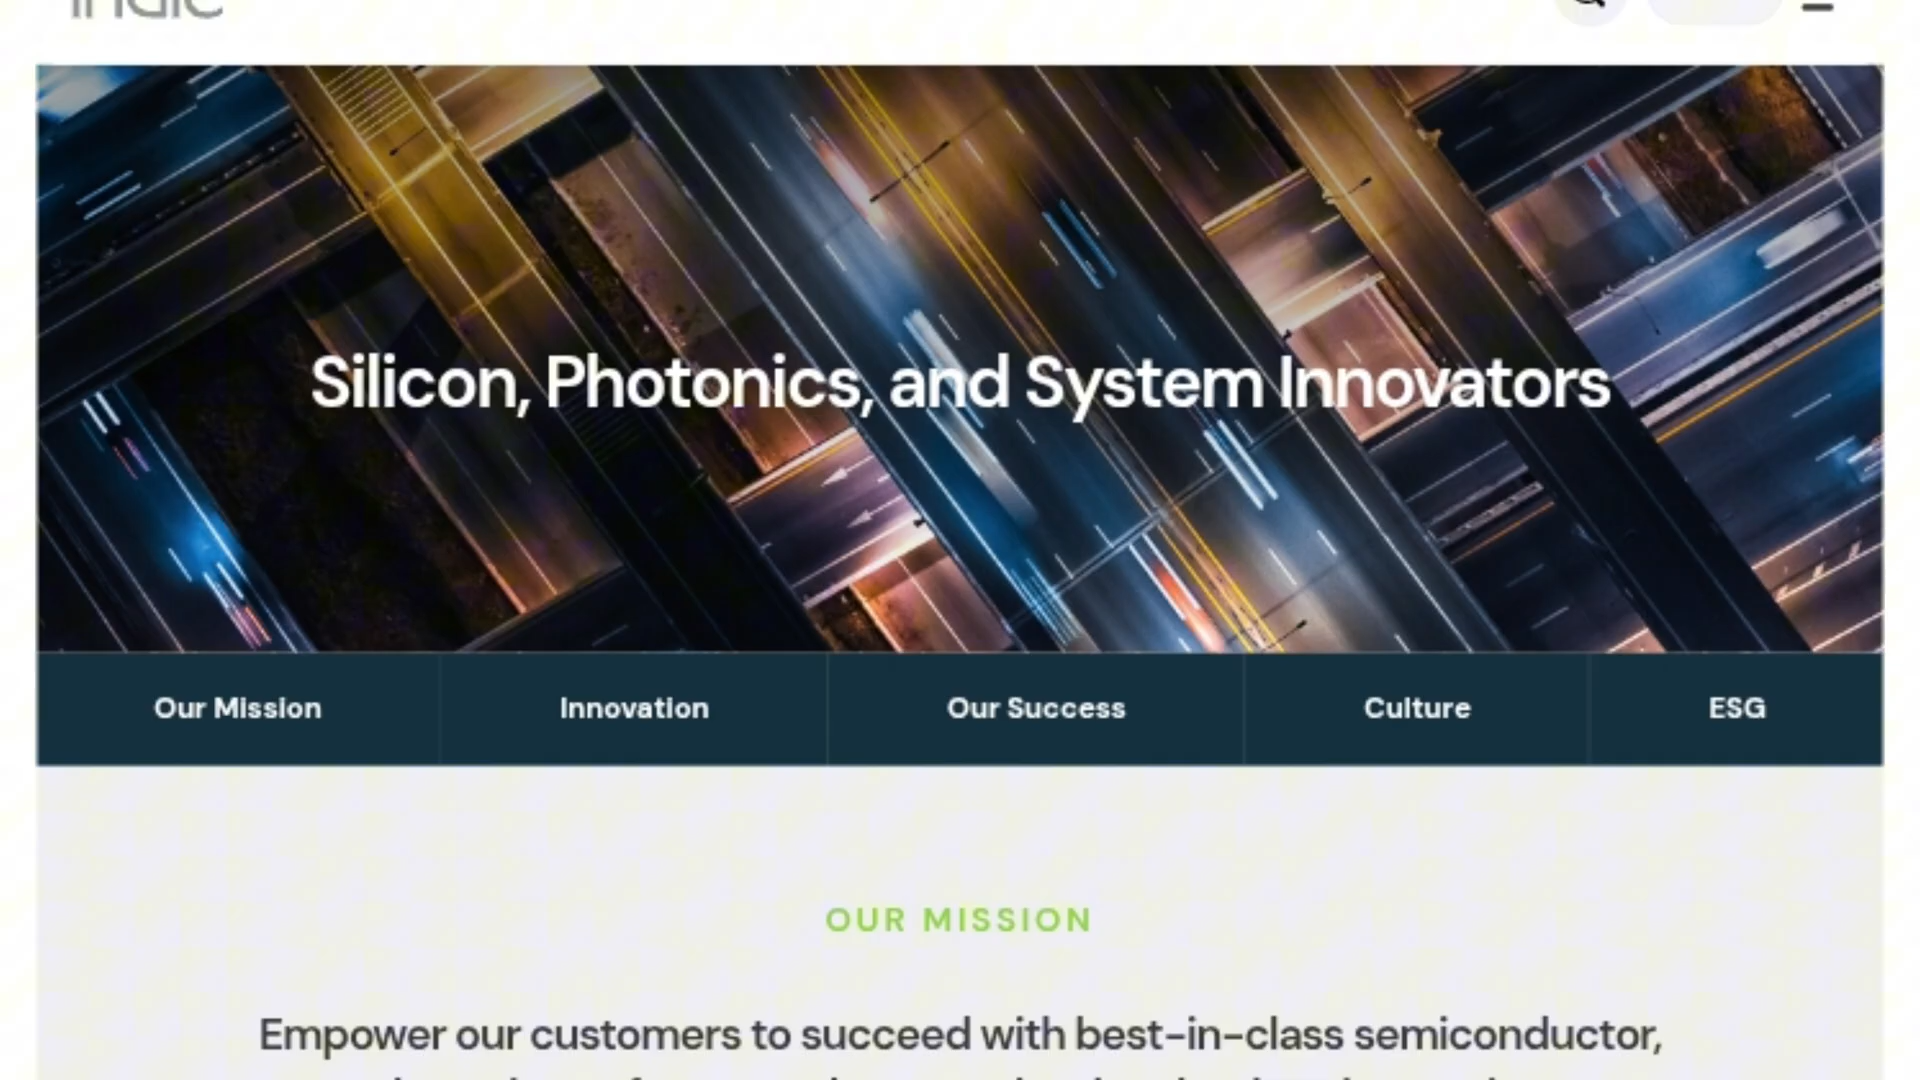 indie
Silicon, Photonics, and System Innovators
Our Mission
Innovation
Our Success
Culture
ESG
OUR MISSION
Empower our customers to succeed with best-in-class semiconductor,